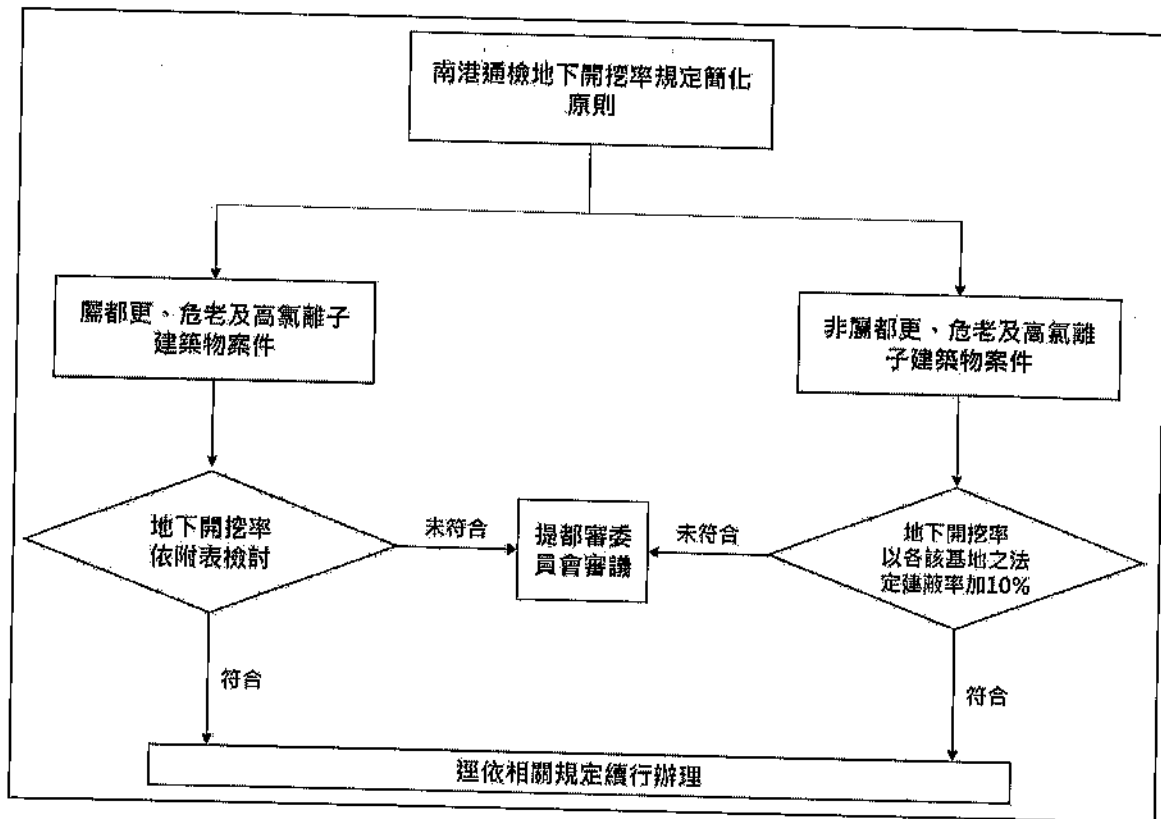 南港通檢地下開挖率規定簡化
原則
屬都更、危老及高氯離子
建築物案件
非屬都更、危老及高氯離
子建築物案件
地下開挖率
依附表檢討
未符合
提都審委
員會審議
未符合
地下開挖率
以各該基地之法
定建蔽率加10%
符合
符合
逕依相關規定續行辦理